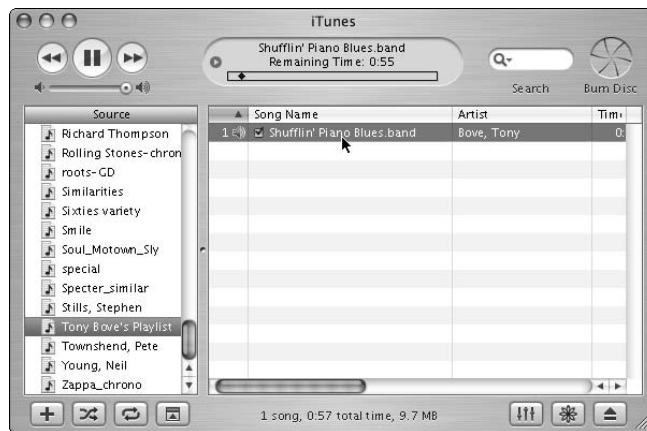 iTunes
Shufflin' Piano Blues.band
Remaining Time: 0:55
Search
Burn Disc
Source
Richard Thompson
Rolling Stones-chron
roots-GD
Similarities
Sixties variety
Smile
Soul_Motown_Sly
special
Specter_similar
Stills, Stephen
Tony Bove's Playlist
Townshend, Pete
Young, Neil
Zappa_chrono
Song Name Artist Tim
1 Shufflin' Piano Blues.band Bove, Tony 0:
1 song, 0:57 total time, 9.7 MB